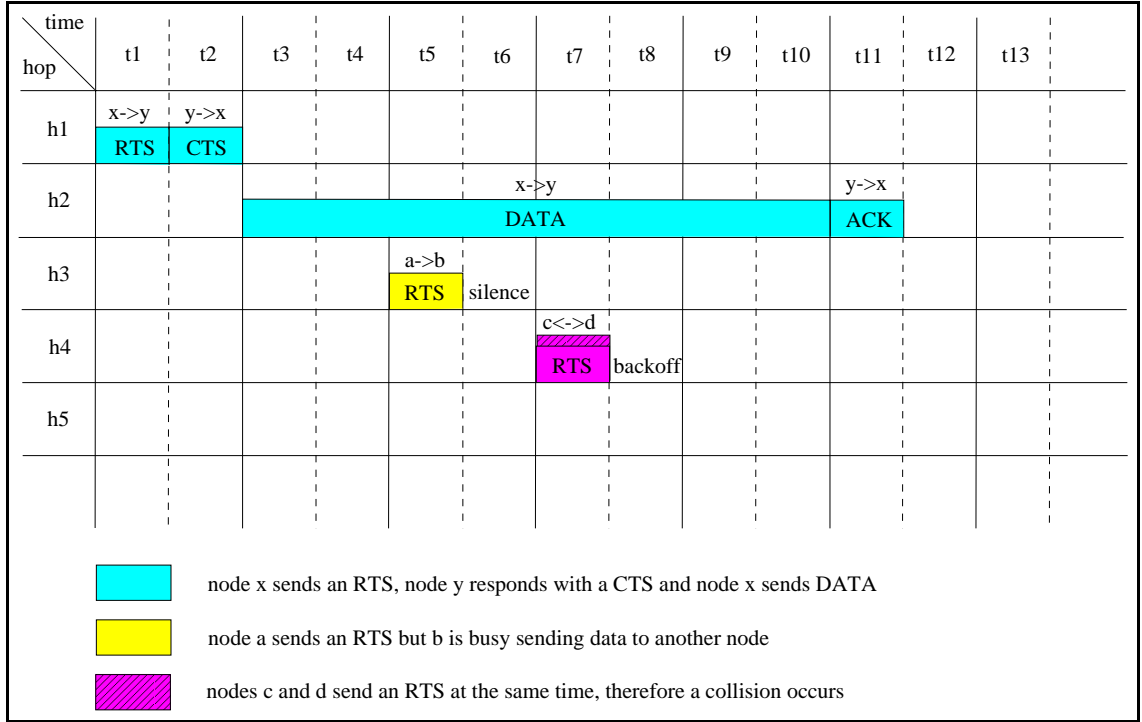 time
hop
t1 t2 t3 t4 t5 t6 t7 t8 t9 t10 t11 t12 t13
x->y y->x
h1
RTS CTS
x->y y->x
h2
DATA ACK
a->b
h3
RTS silence
c<->d
h4
RTS backoff
h5
node x sends an RTS, node y responds with a CTS and node x sends DATA
node a sends an RTS but b is busy sending data to another node
nodes c and d send an RTS at the same time, therefore a collision occurs